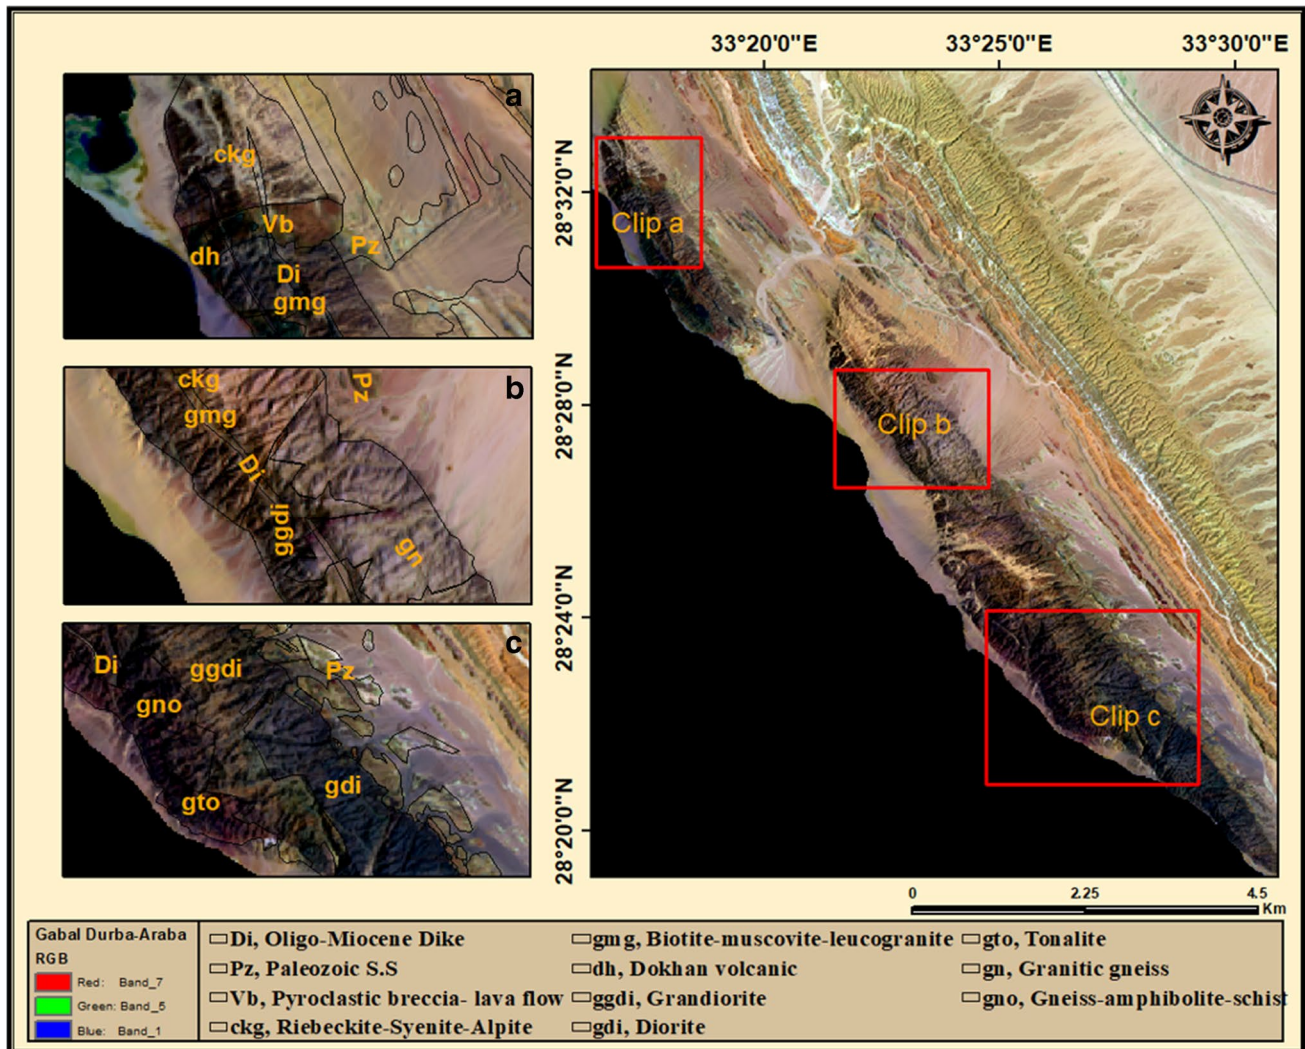 33°20'0"E 33°25'0"E 33°30'0"E
a
ckg
Vb
Pz
dh
Di
gmg
b
ckg
Pz
gmg
Di
ggdi
gn
c
Di
ggdi
Pz
gno
gdi
gto
28°32'0"N
28°28'0"N
28°24'0"N
28°20'0"N
Clip a
Clip b
Clip c
0 2.25 4.5
Km
Gabal Durba-Araba
RGB
Red: Band_7
Green: Band_5
Blue: Band_1
Di, Oligo-Miocene Dike
Pz, Paleozoic S.S
Vb, Pyroclastic breccia- lava flow
ckg, Riebeckite-Syenite-Alpite
gmg, Biotite-muscovite-leucogranite
dh, Dokhan volcanic
ggdi, Grandiorite
gdi, Diorite
gto, Tonalite
gn, Granitic gneiss
gno, Gneiss-amphibolite-schist